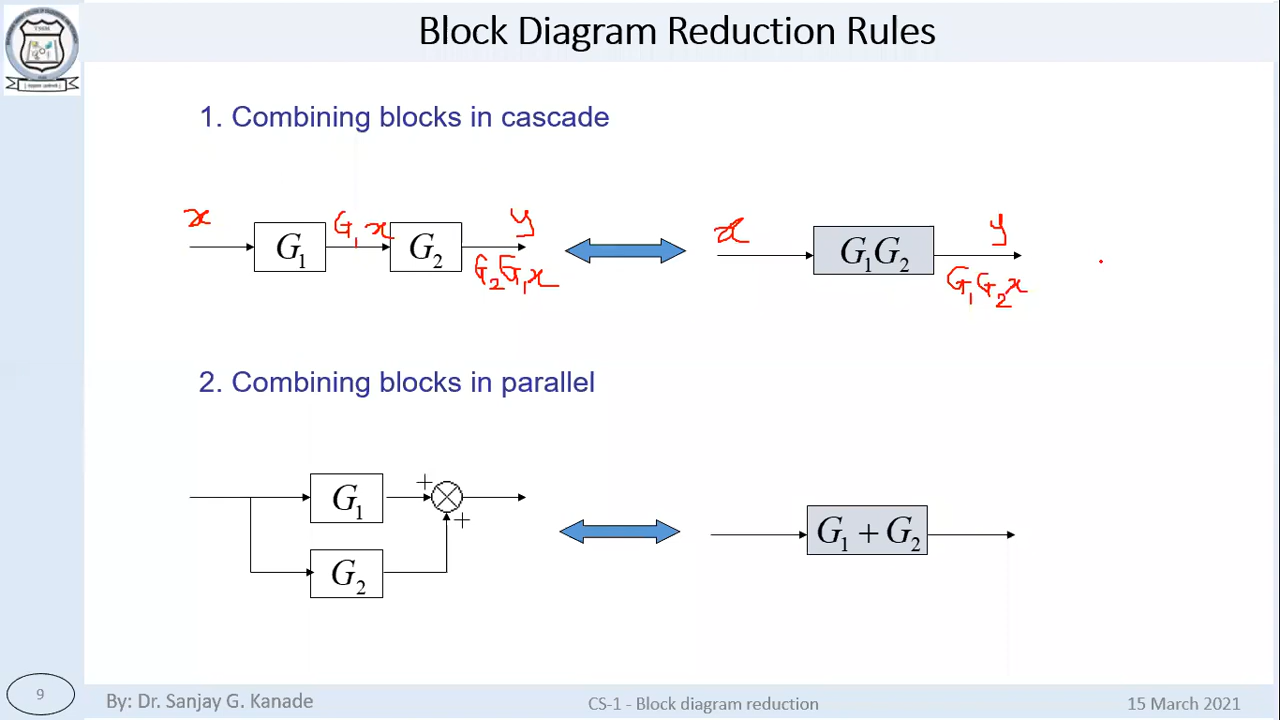 Block Diagram Reduction Rules
1. Combining blocks in cascade
x G₁x y x y
G₁ G₂ G₁G₂
G₂G₁x G₁G₂x
2. Combining blocks in parallel
G₁ + +
G₂
G₁ + G₂
9 By: Dr. Sanjay G. Kanade CS-1 - Block diagram reduction 15 March 2021